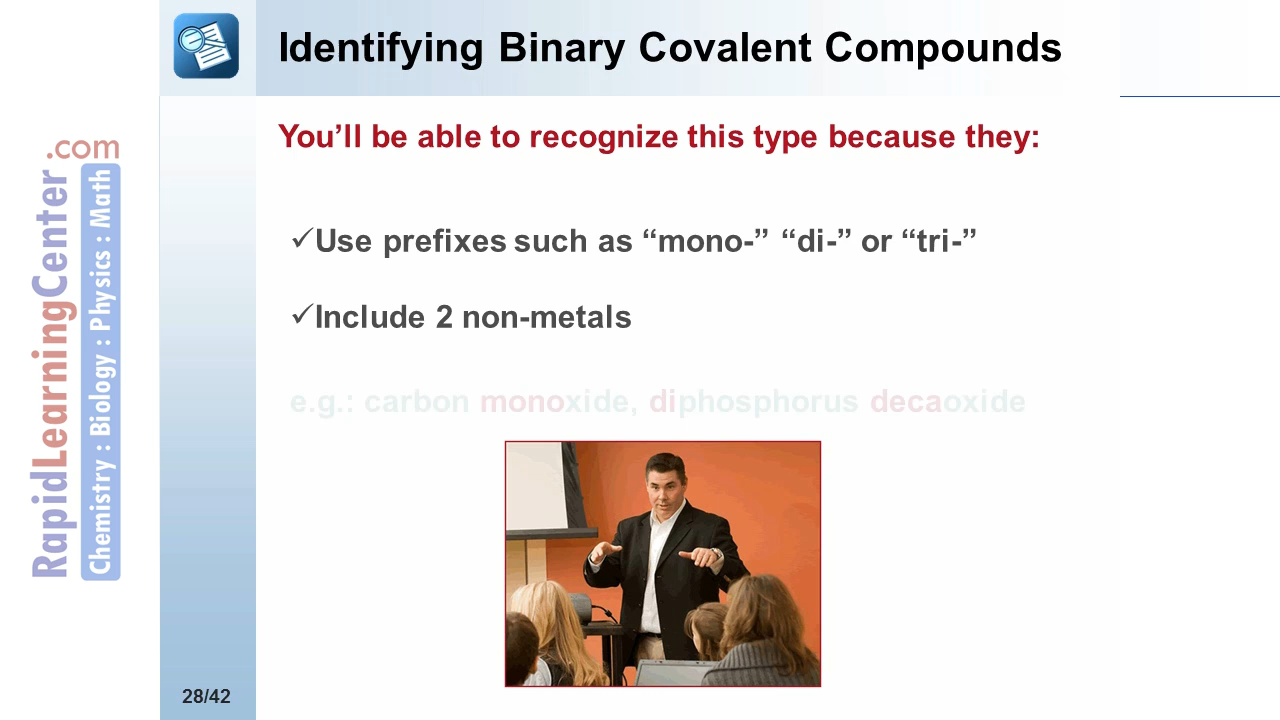 Identifying Binary Covalent Compounds
You’ll be able to recognize this type because they:
✓Use prefixes such as “mono-” “di-” or “tri-”
✓Include 2 non-metals
e.g.: carbon monoxide, diphosphorus decaoxide
RapidLearningCenter.com
Chemistry : Biology : Physics : Math
28/42